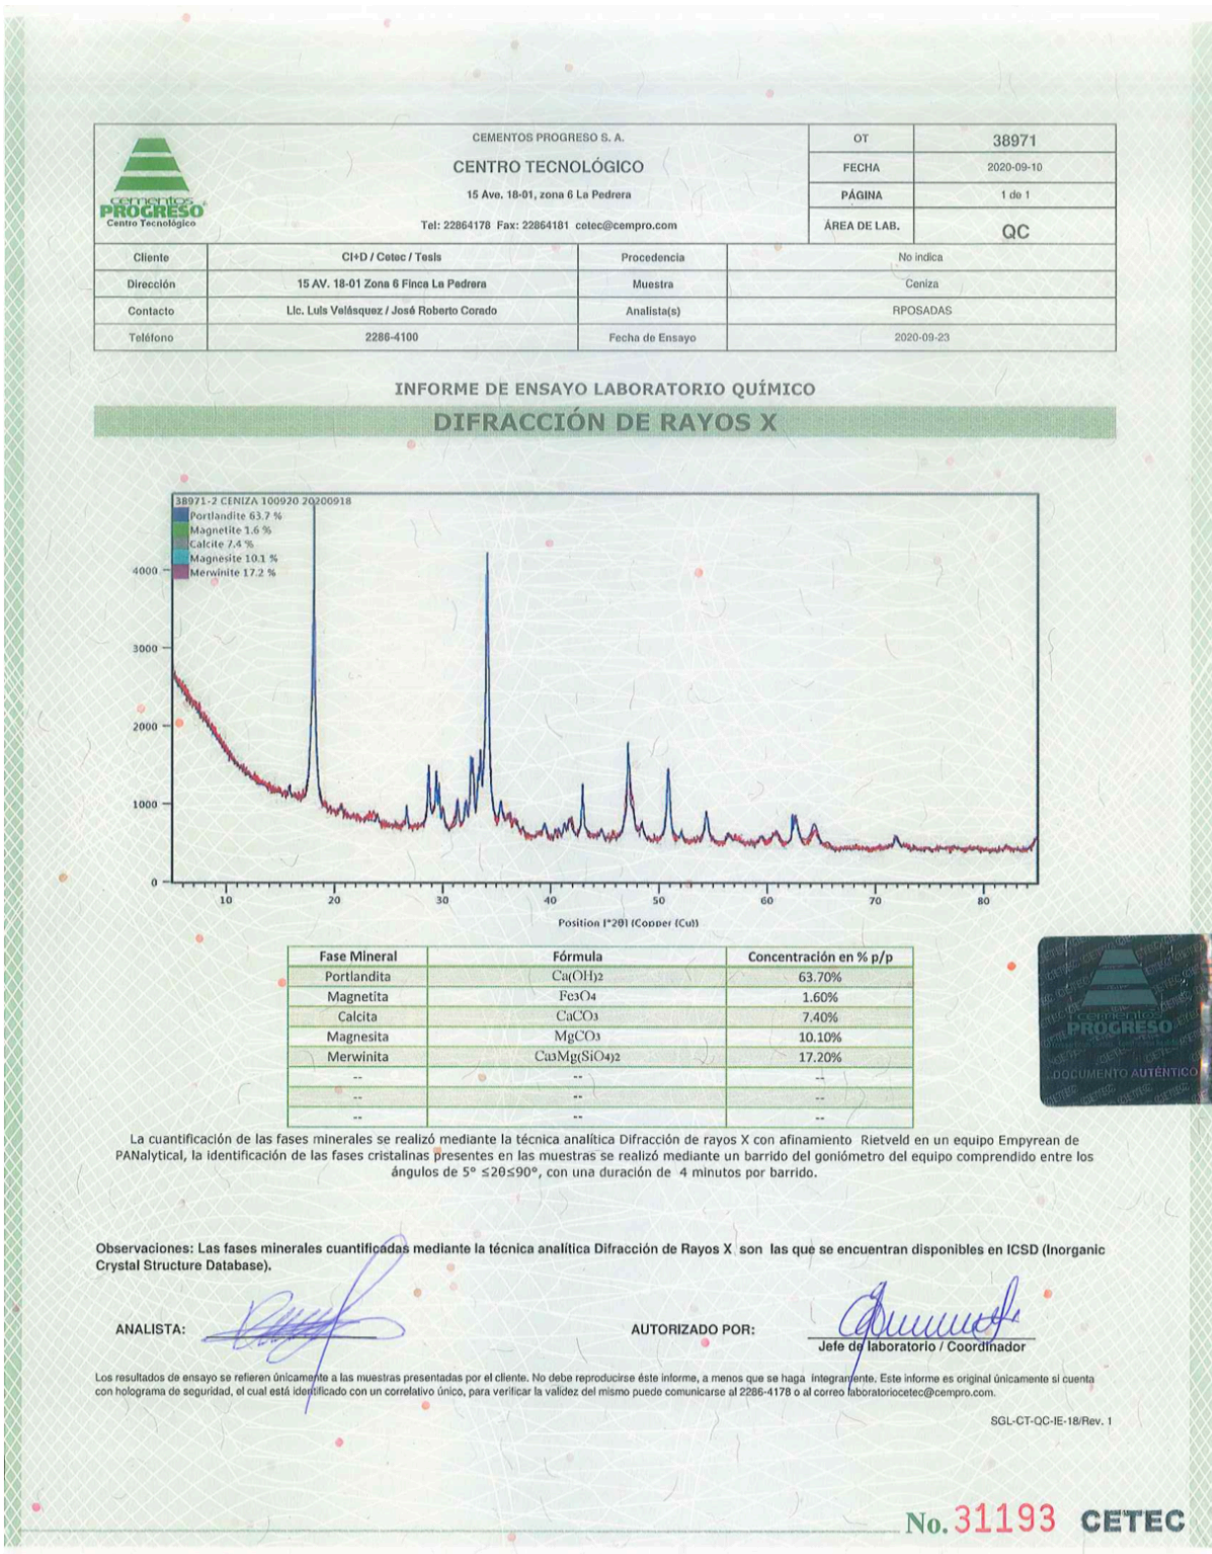 CEMENTOS PROGRESO S. A.
CENTRO TECNOLÓGICO
15 Ave. 18-01, zona 6 La Pedrera
Tel: 22864178 Fax: 22864181 cetec@cempro.com
cementos
PROGRESO
Centro Tecnológico
OT 38971
FECHA 2020-09-10
PÁGINA 1 de 1
ÁREA DE LAB. QC
Cliente CI+D / Cetec / Tesis Procedencia No indica
Dirección 15 AV. 18-01 Zona 6 Finca La Pedrera Muestra Ceniza
Contacto Lic. Luis Velásquez / José Roberto Corado Analista(s) RPOSADAS
Teléfono 2286-4100 Fecha de Ensayo 2020-09-23
INFORME DE ENSAYO LABORATORIO QUÍMICO
DIFRACCIÓN DE RAYOS X
38971-2 CENIZA 100920 20200918
Portlandite 63.7 %
Magnetite 1.6 %
Calcite 7.4 %
Magnesite 10.1 %
Merwinite 17.2 %
4000
3000
2000
1000
0
10 20 30 40 50 60 70 80
Position [°2θ] (Copper (Cu))
Fase Mineral Fórmula Concentración en % p/p
Portlandita Ca(OH)2 63.70%
Magnetita Fe3O4 1.60%
Calcita CaCO3 7.40%
Magnesita MgCO3 10.10%
Merwinita Ca3Mg(SiO4)2 17.20%
-- -- --
-- -- --
-- -- --
cementos
PROGRESO
DOCUMENTO AUTÉNTICO
La cuantificación de las fases minerales se realizó mediante la técnica analítica Difracción de rayos X con afinamiento Rietveld en un equipo Empyrean de
PANalytical, la identificación de las fases cristalinas presentes en las muestras se realizó mediante un barrido del goniómetro del equipo comprendido entre los
ángulos de 5° ≤2θ≤90°, con una duración de 4 minutos por barrido.
Observaciones: Las fases minerales cuantificadas mediante la técnica analítica Difracción de Rayos X son las que se encuentran disponibles en ICSD (Inorganic
Crystal Structure Database).
ANALISTA:
AUTORIZADO POR:
Jefe de laboratorio / Coordinador
Los resultados de ensayo se refieren únicamente a las muestras presentadas por el cliente. No debe reproducirse éste informe, a menos que se haga integramente. Este informe es original únicamente si cuenta
con holograma de seguridad, el cual está identificado con un correlativo único, para verificar la validez del mismo puede comunicarse al 2286-4178 o al correo laboratoriocetec@cempro.com.
SGL-CT-QC-IE-18/Rev. 1
No. 31193 CETEC